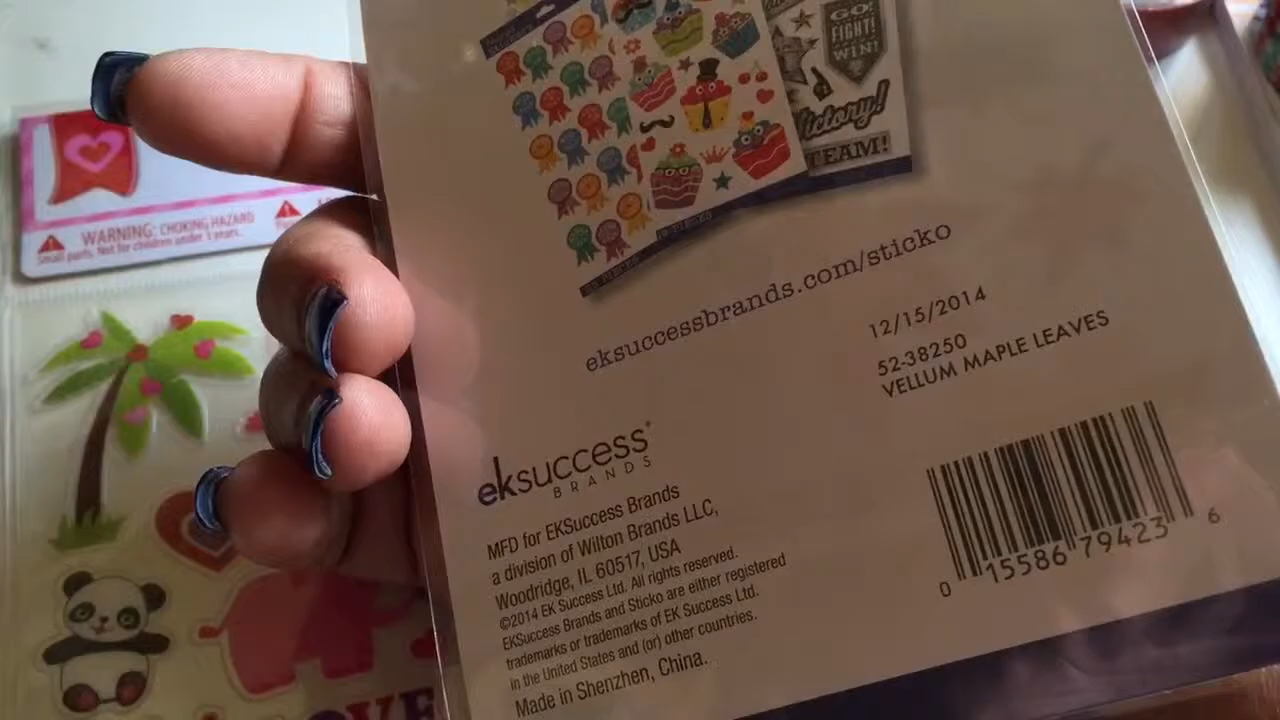 GO!
FIGHT!
WIN!
Victory!
TEAM!
WARNING: CHOKING HAZARD
Small parts. Not for children under 3 years.
eksuccessbrands.com/sticko
12/15/2014
52-38250
VELLUM MAPLE LEAVES
eksuccess®
BRANDS
MFD for EKSuccess Brands
a division of Wilton Brands LLC,
Woodridge, IL 60517, USA
©2014 EK Success Ltd. All rights reserved.
EKSuccess Brands and Sticko are either registered
trademarks or trademarks of EK Success Ltd.
in the United States and (or) other countries.
Made in Shenzhen, China.
0 15586 79423 6